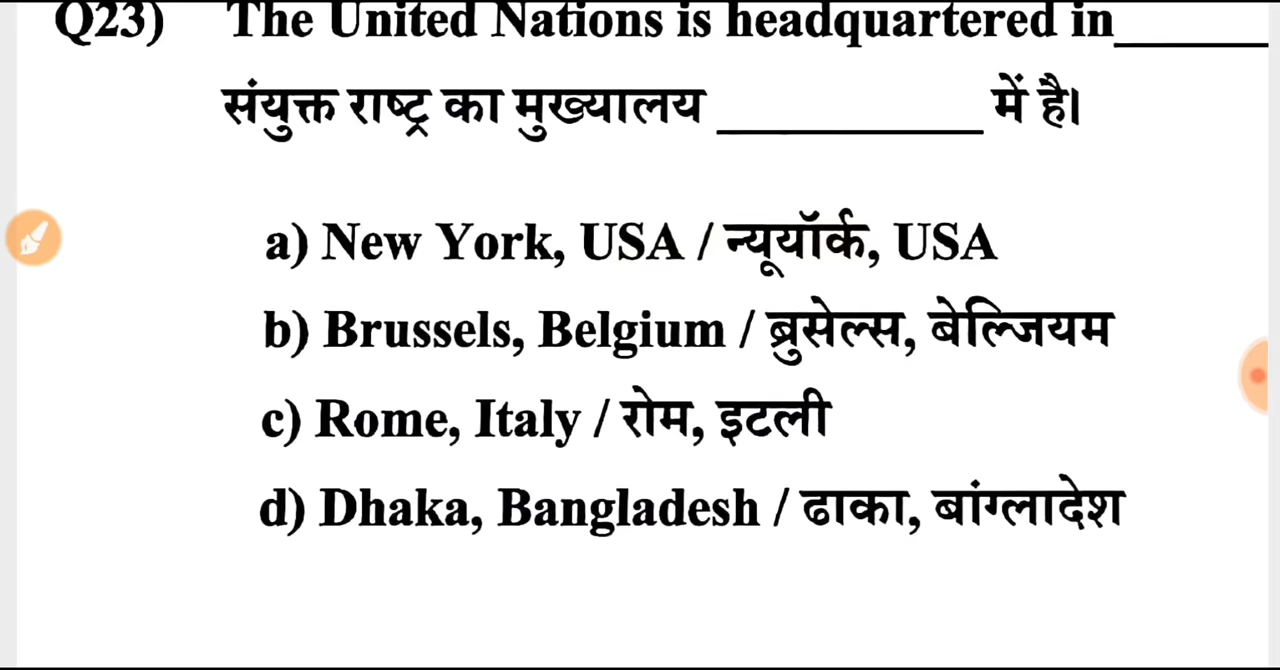 Q23) The United Nations is headquartered in______
संयुक्त राष्ट्र का मुख्यालय __________ में है।
a) New York, USA / न्यूयॉर्क, USA
b) Brussels, Belgium / ब्रुसेल्स, बेल्जियम
c) Rome, Italy / रोम, इटली
d) Dhaka, Bangladesh / ढाका, बांग्लादेश